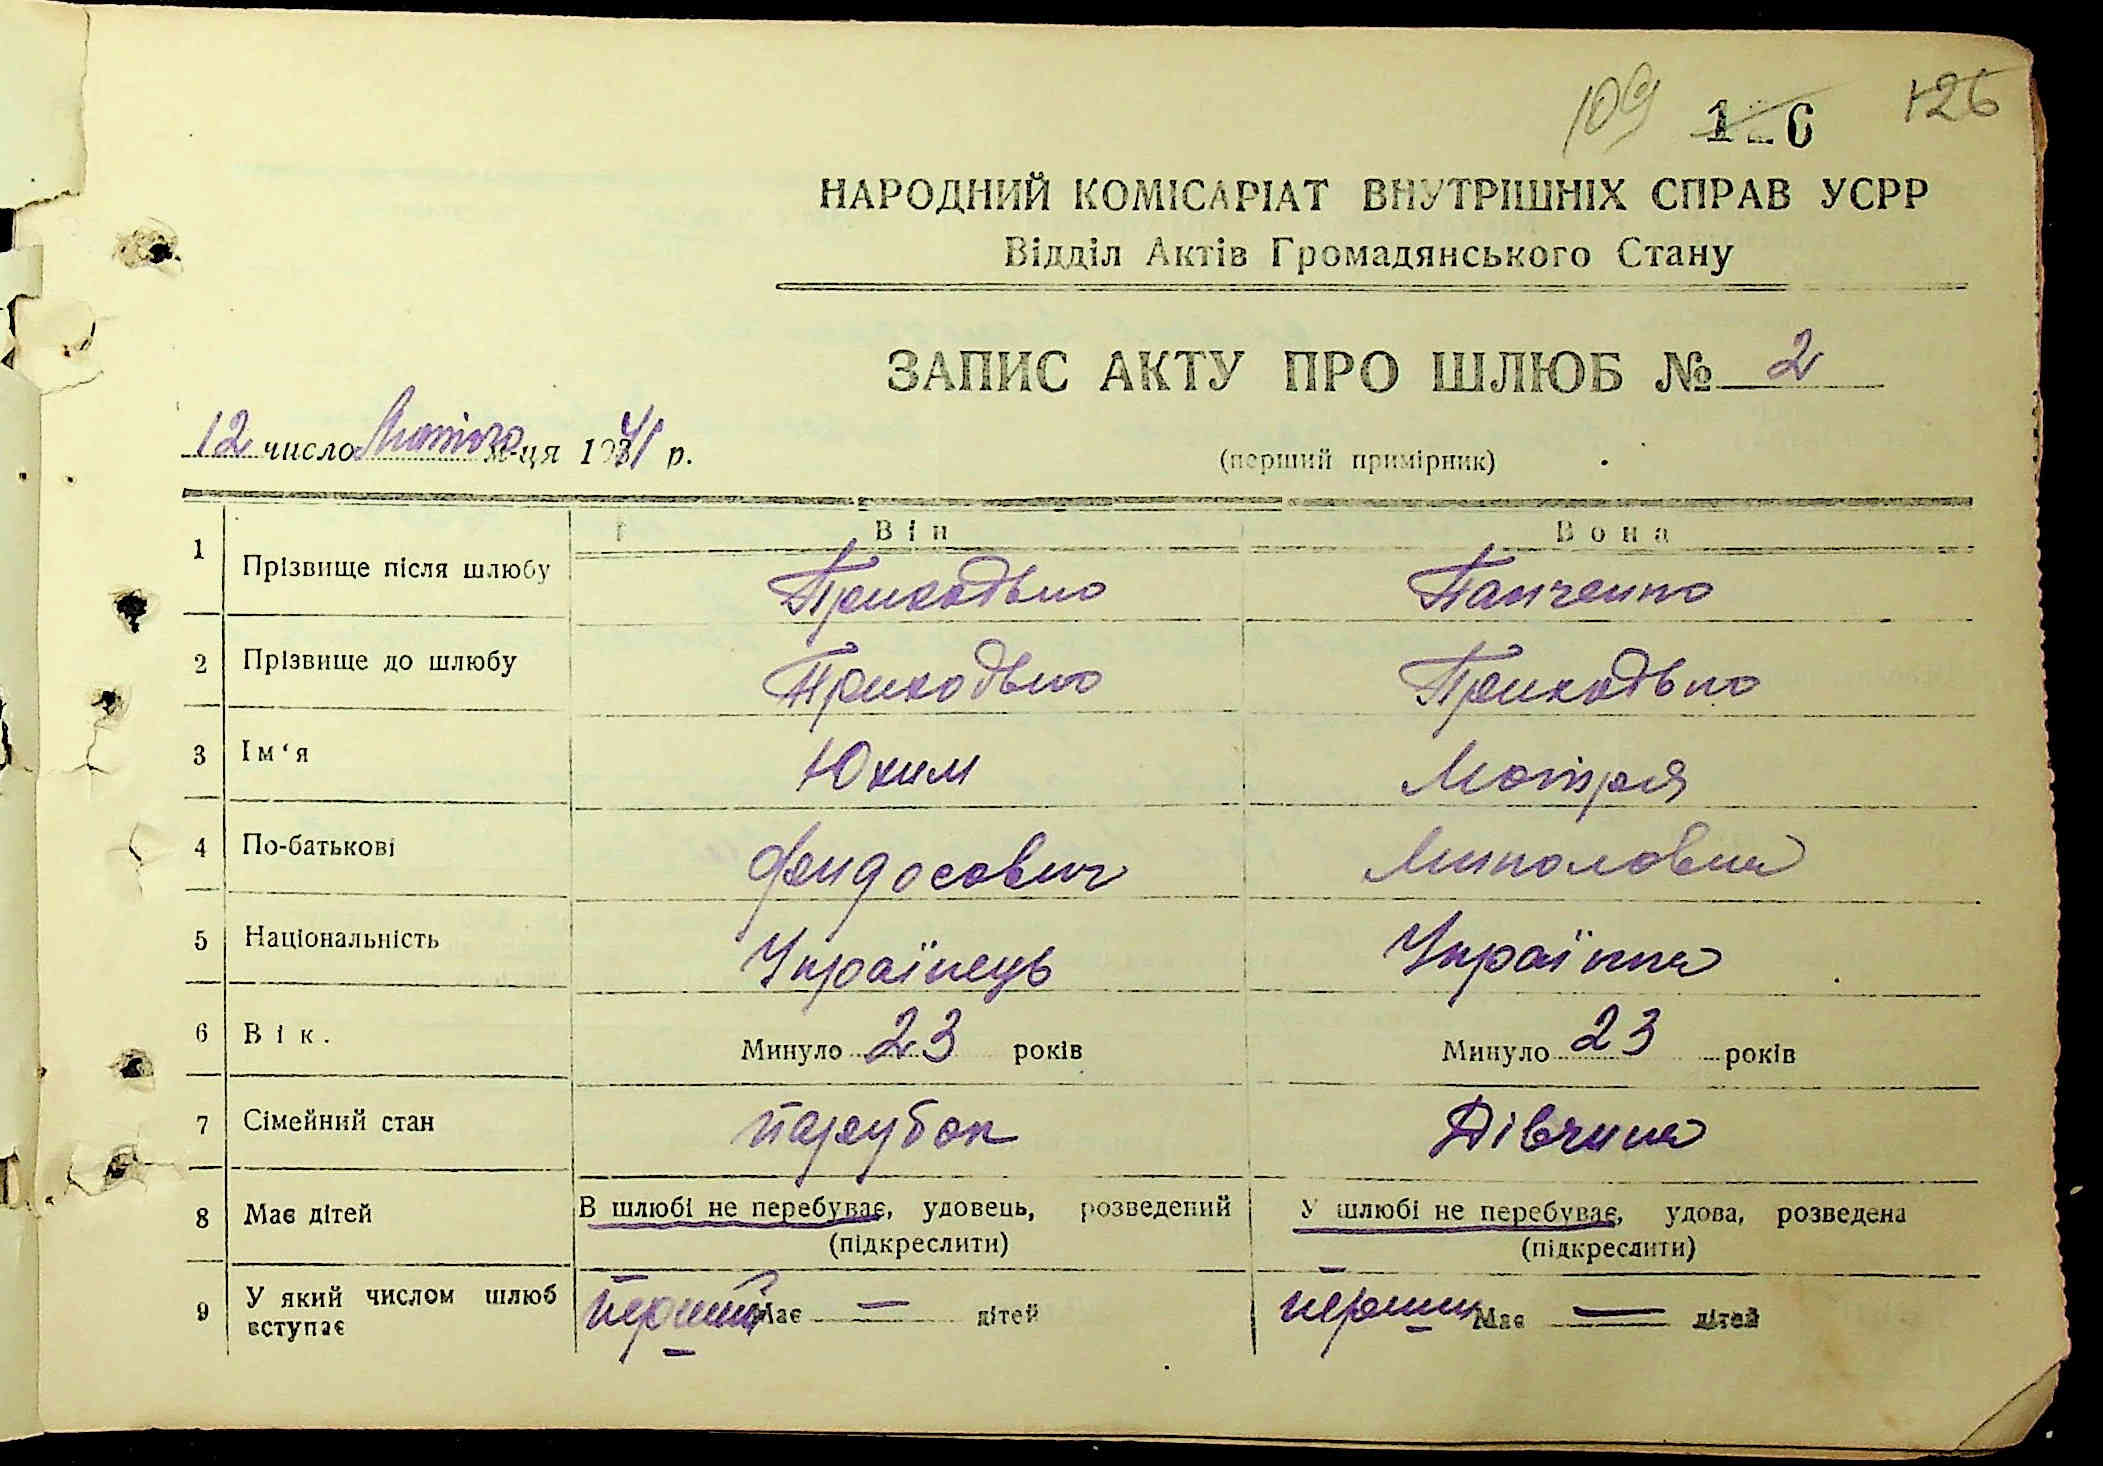 109 126 126
НАРОДНИЙ КОМІСАРІАТ ВНУТРІШНІХ СПРАВ УСРР
Відділ Актів Громадянського Стану
ЗАПИС АКТУ ПРО ШЛЮБ № 2
12 число Лютого м-ця 1941 р.
(перший примірник)
Він Вона
1 Прізвище після шлюбу Приходько Панченко
2 Прізвище до шлюбу Приходько Приходько
3 Ім‘я Юхим Мотря
4 По-батькові Фендосович Миколовна
5 Національність Українець Українка
6 Вік. Минуло 23 років Минуло 23 років
7 Сімейний стан парубок Дівчина
8 Має дітей В шлюбі не перебуває, удовець, розведений У шлюбі не перебуває, удова, розведена
(підкреслити) (підкреслити)
9 У який числом шлюб вступає перший Має — дітей перший Має — дітей